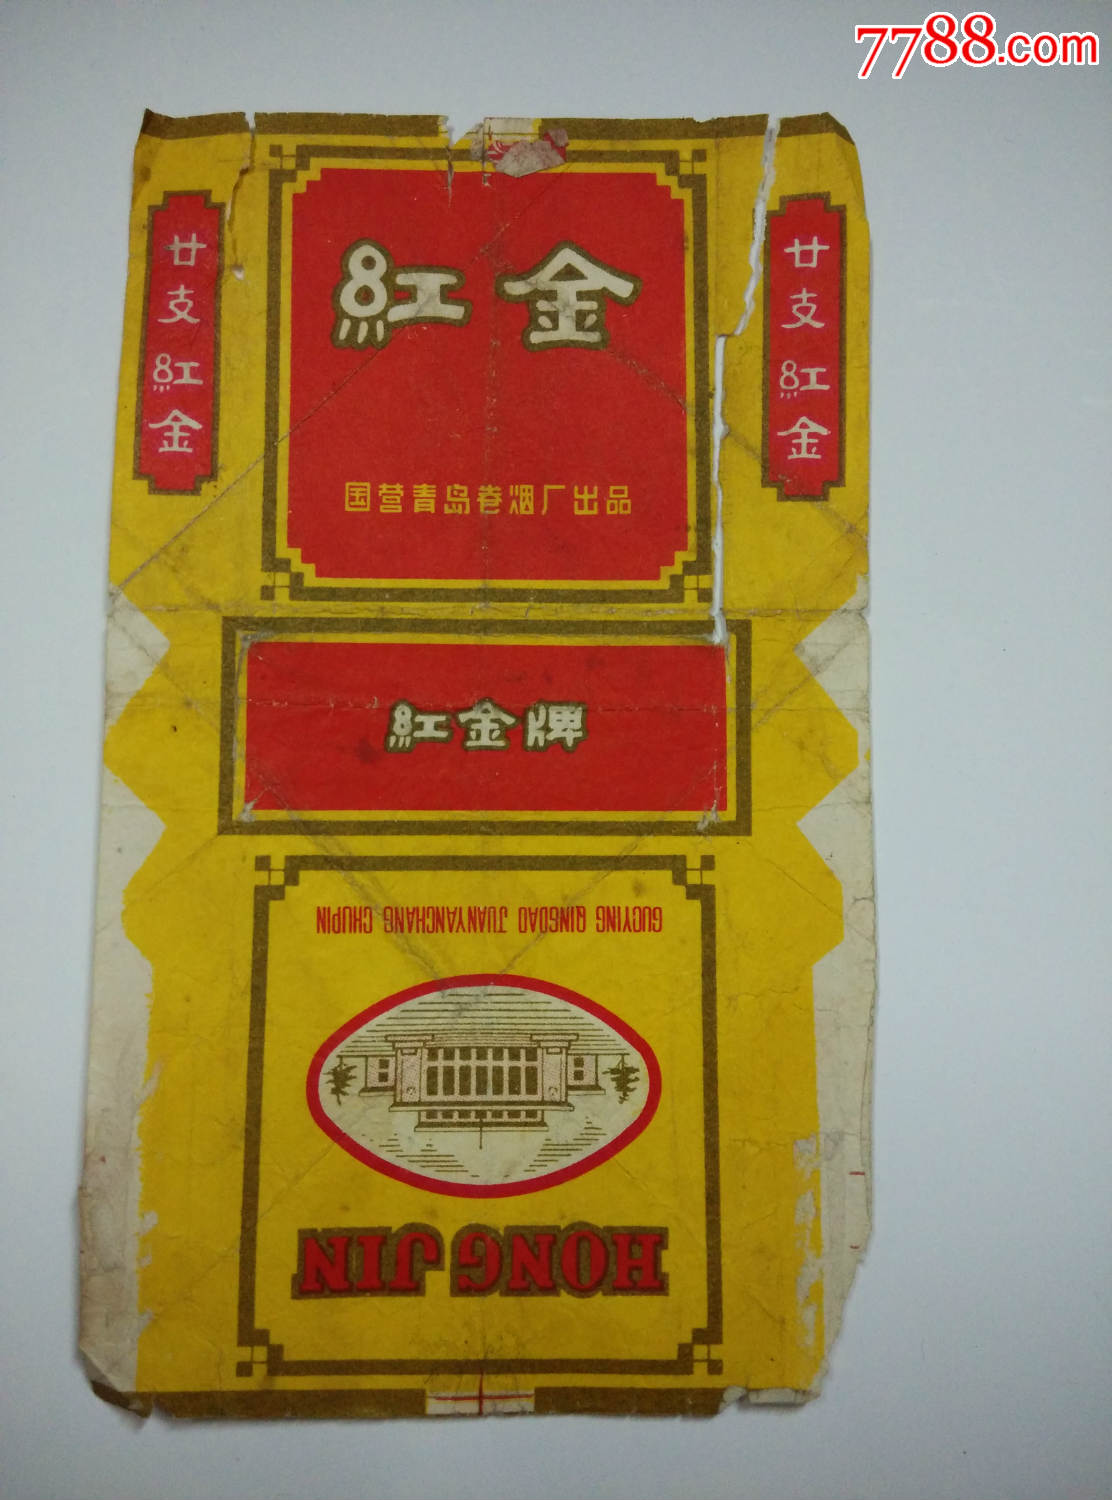 7788.com
紅金
国营青岛卷烟厂出品
廿支紅金
廿支紅金
紅金牌
GUOYING QINGDAO JUANYANCHANG CHUPIN
HONG JIN